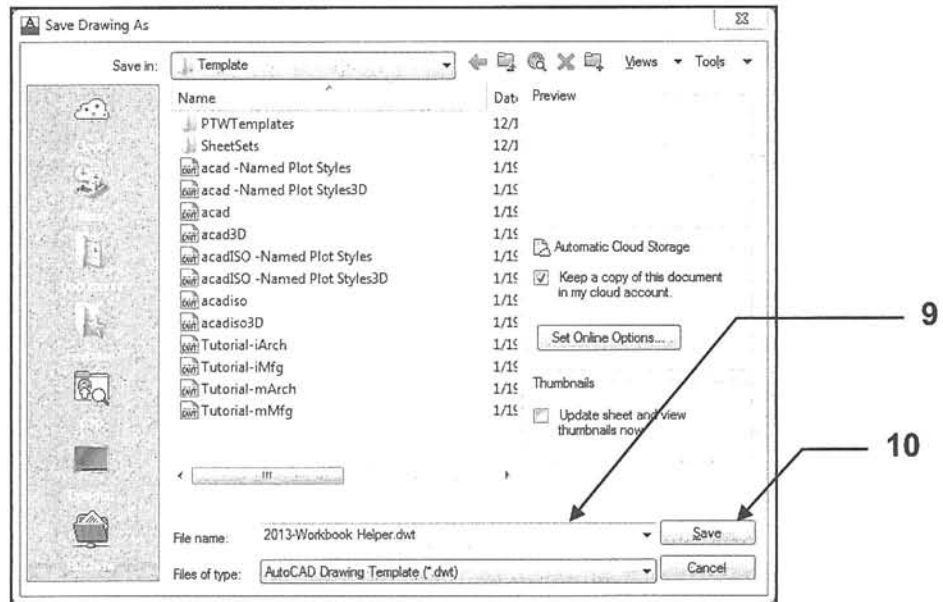 Save Drawing As
Save in: Template Views Tools
Name Preview
PTWTemplates 12/1
SheetSets 12/1
acad -Named Plot Styles
acad -Named Plot Styles3D
acad
acad3D
acadISO -Named Plot Styles
acadISO -Named Plot Styles3D
acadiso
acadiso3D
Tutorial-iArch
Tutorial-iMfg
Tutorial-mArch
Tutorial-mMfg
Automatic Cloud Storage
Keep a copy of this document
in my cloud account.
Set Online Options...
Thumbnails
Update sheet and view
thumbnails now
9
10
File name: 2013-Workbook Helper.dwt Save
Files of type: AutoCAD Drawing Template (*.dwt) Cancel